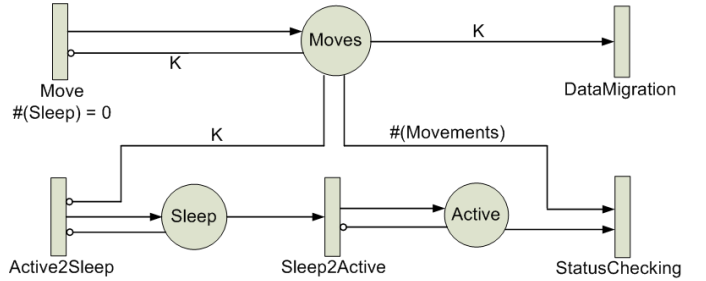 K
Moves
K
Move
#(Sleep) = 0
DataMigration
K
#(Movements)
Sleep
Active
Active2Sleep
Sleep2Active
StatusChecking